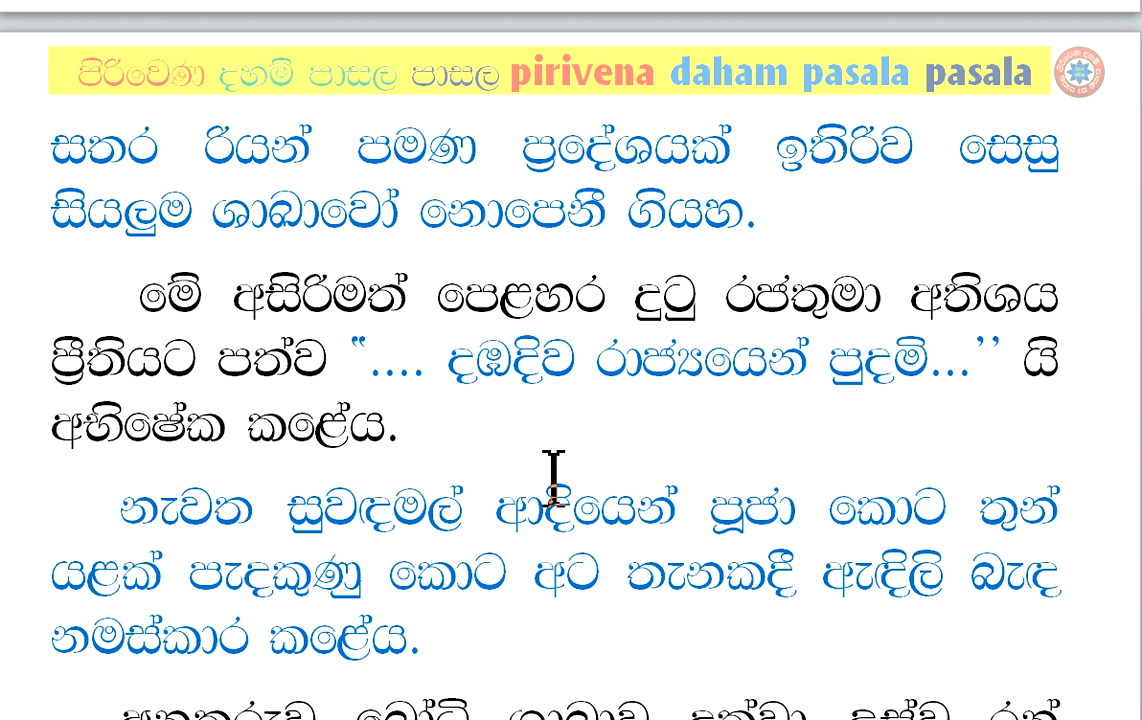 පිරිවෙණ දහම් පාසල පාසල pirivena daham pasala pasala
සතර රියන් පමණ ප්‍රදේශයක් ඉතිරිව සෙසු
සියලුම ශාඛාවෝ නොපෙනී ගියහ.
මේ අසිරිමත් පෙළහර දුටු රජතුමා අතිශය
ප්‍රීතියට පත්ව “.... දඹදිව රාජ්‍යයෙන් පුදමි...’’ යි
අභිෂේක කළේය.
නැවත සුවඳමල් ආදියෙන් පූජා කොට තුන්
යළක් පැදකුණු කොට අට තැනකදී ඇඳිලි බැඳ
නමස්කාර කළේය.